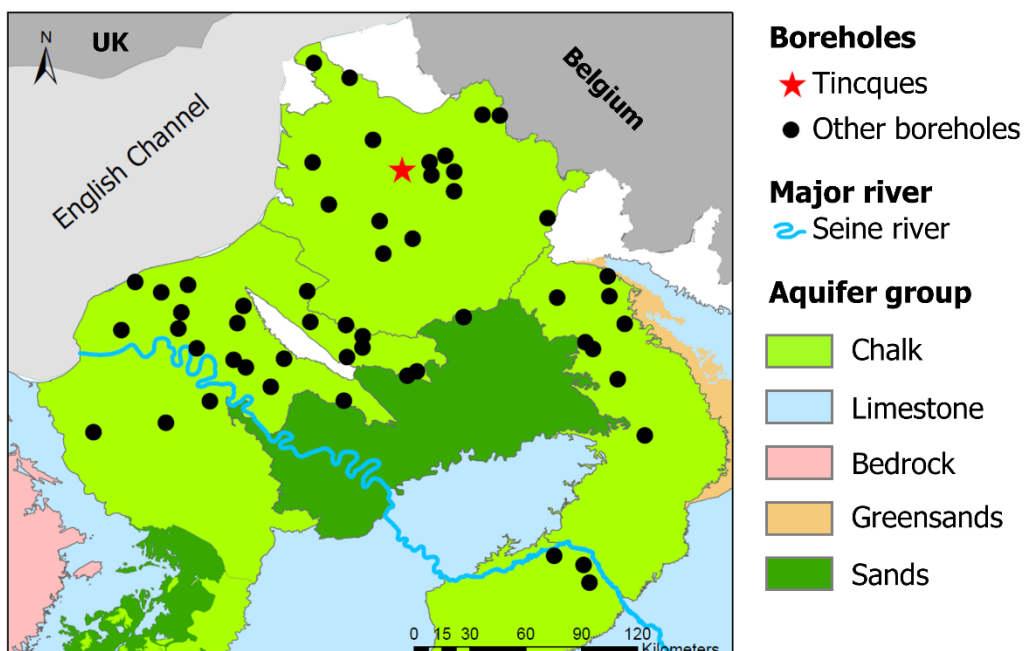 N
UK
Belgium
English Channel
0 15 30 60 90 120
Kilometers
Boreholes
Tincques
Other boreholes
Major river
Seine river
Aquifer group
Chalk
Limestone
Bedrock
Greensands
Sands